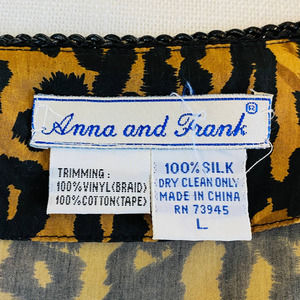 Anna and Frank®
TRIMMING:
100%VINYL(BRAID)
100%COTTON(TAPE)
100%SILK
DRY CLEAN ONLY
MADE IN CHINA
RN 73945
L